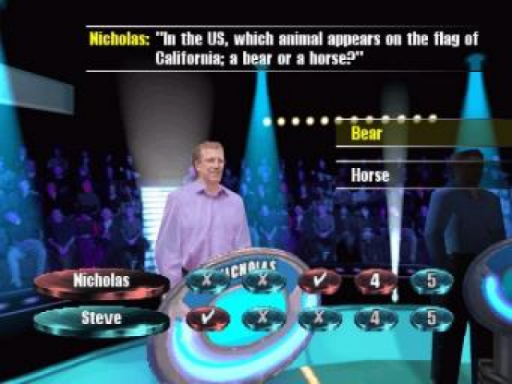 Nicholas: "In the US, which animal appears on the flag of
California; a bear or a horse?"
Bear
Horse
NICHOLAS
Nicholas X X ✓ 4 5
Steve ✓ X X 4 5